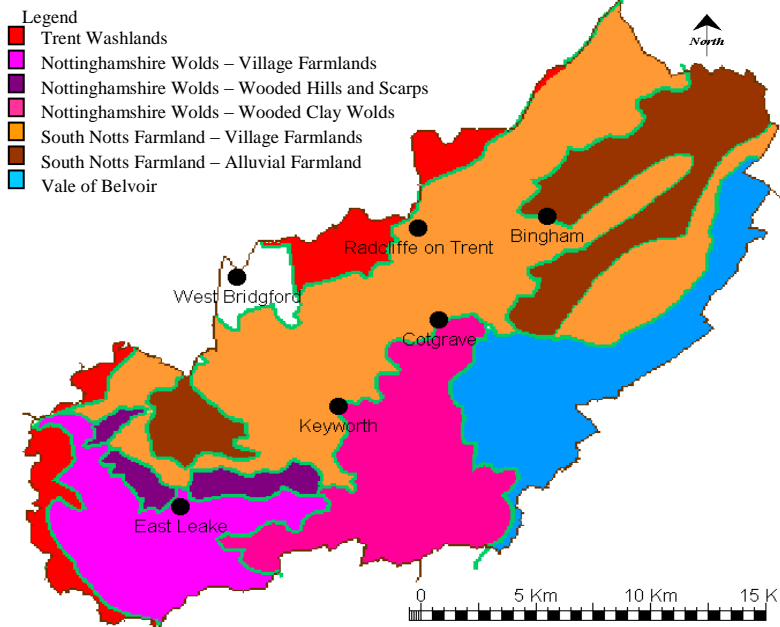 Legend
Trent Washlands
Nottinghamshire Wolds – Village Farmlands
Nottinghamshire Wolds – Wooded Hills and Scarps
Nottinghamshire Wolds – Wooded Clay Wolds
South Notts Farmland – Village Farmlands
South Notts Farmland – Alluvial Farmland
Vale of Belvoir
North
Radcliffe on Trent
Bingham
West Bridgford
Cotgrave
Keyworth
East Leake
0 5 Km 10 Km 15 K